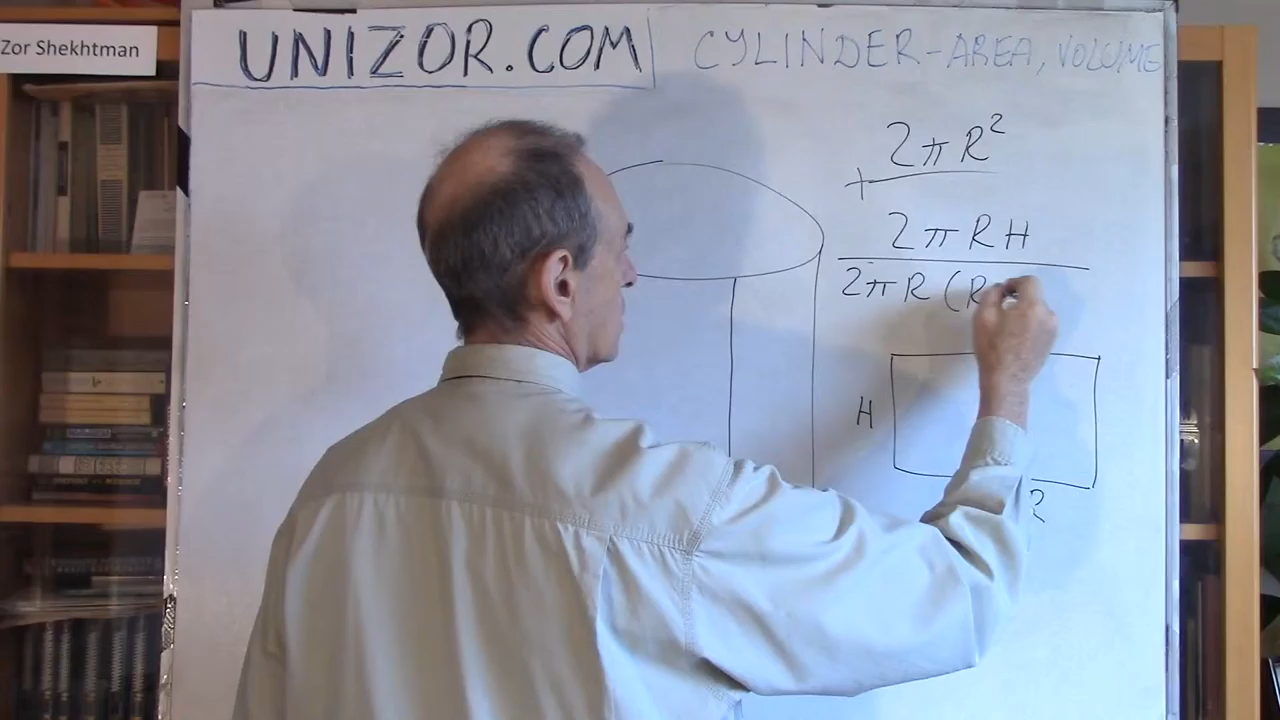 Zor Shekhtman
UNIZOR.COM
CYLINDER-AREA, VOLUME
2πR²
+
2πRH
2πR(R
H
R